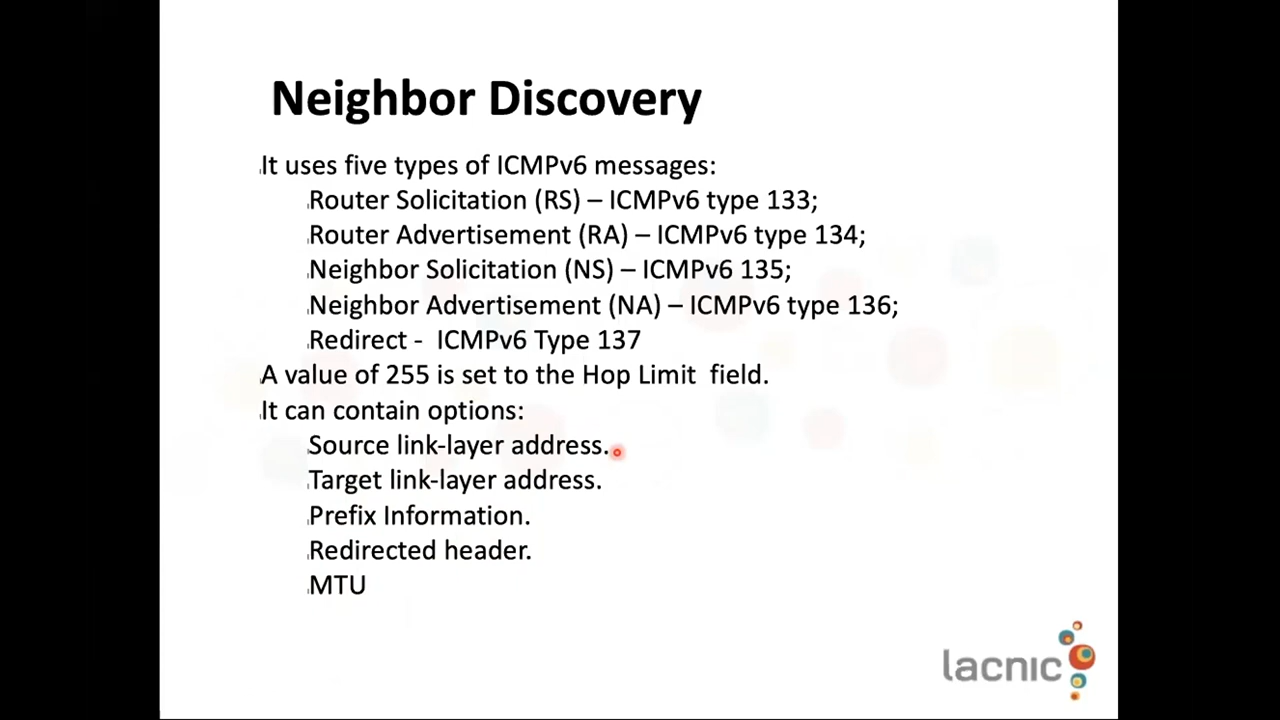 Neighbor Discovery
It uses five types of ICMPv6 messages:
Router Solicitation (RS) – ICMPv6 type 133;
Router Advertisement (RA) – ICMPv6 type 134;
Neighbor Solicitation (NS) – ICMPv6 135;
Neighbor Advertisement (NA) – ICMPv6 type 136;
Redirect -  ICMPv6 Type 137
A value of 255 is set to the Hop Limit  field.
It can contain options:
Source link-layer address.
Target link-layer address.
Prefix Information.
Redirected header.
MTU
lacnic